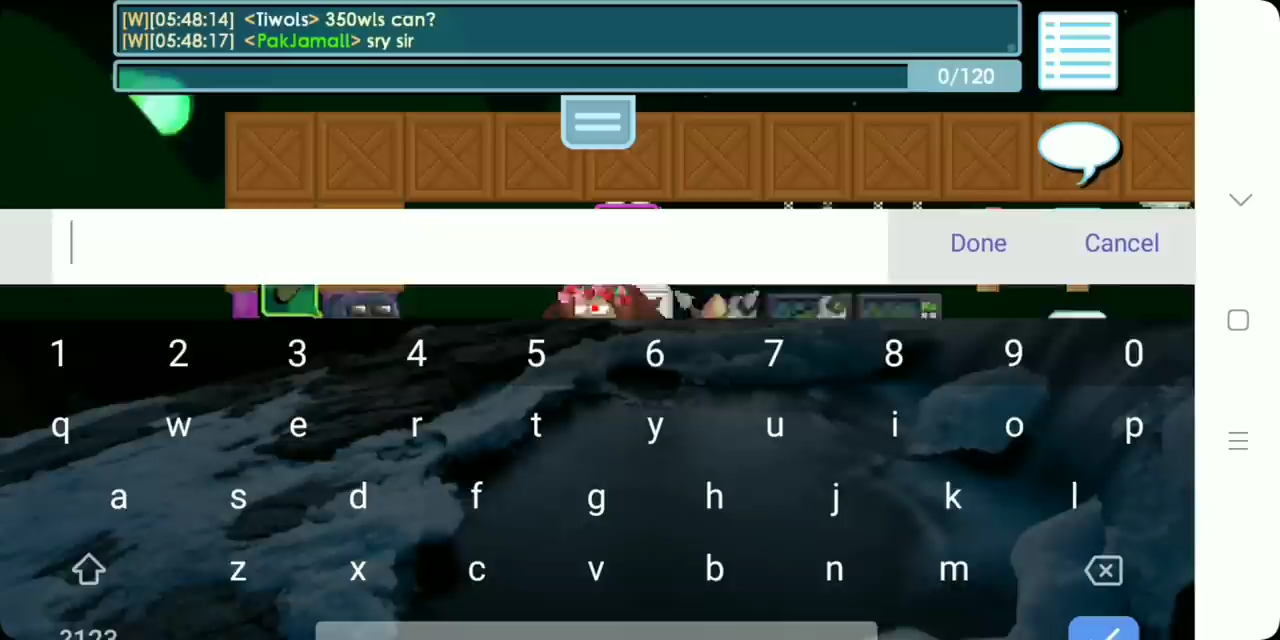 [W][05:48:14] <Tiwols> 350wls can?
[W][05:48:17] <PakJamall> sry sir
0/120
Done Cancel
1 2 3 4 5 6 7 8 9 0
q w e r t y u i o p
a s d f g h j k l
z x c v b n m
?123